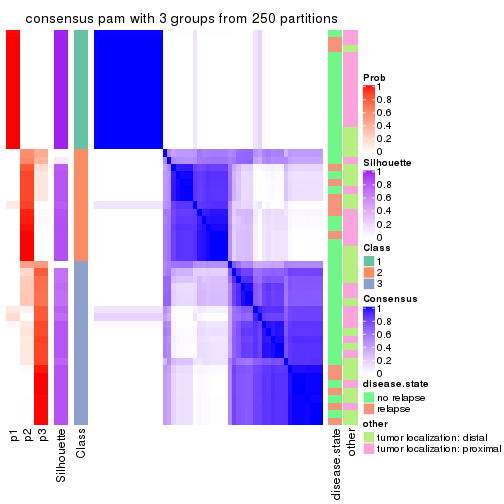 consensus pam with 3 groups from 250 partitions
Prob
1
0.8
0.6
0.4
0.2
0
Silhouette
1
0.8
0.6
0.4
0.2
0
Class
1
2
3
Consensus
1
0.8
0.6
0.4
0.2
0
disease.state
no relapse
relapse
other
tumor localization: distal
tumor localization: proximal
p1
p2
p3
Silhouette
Class
disease.state
other